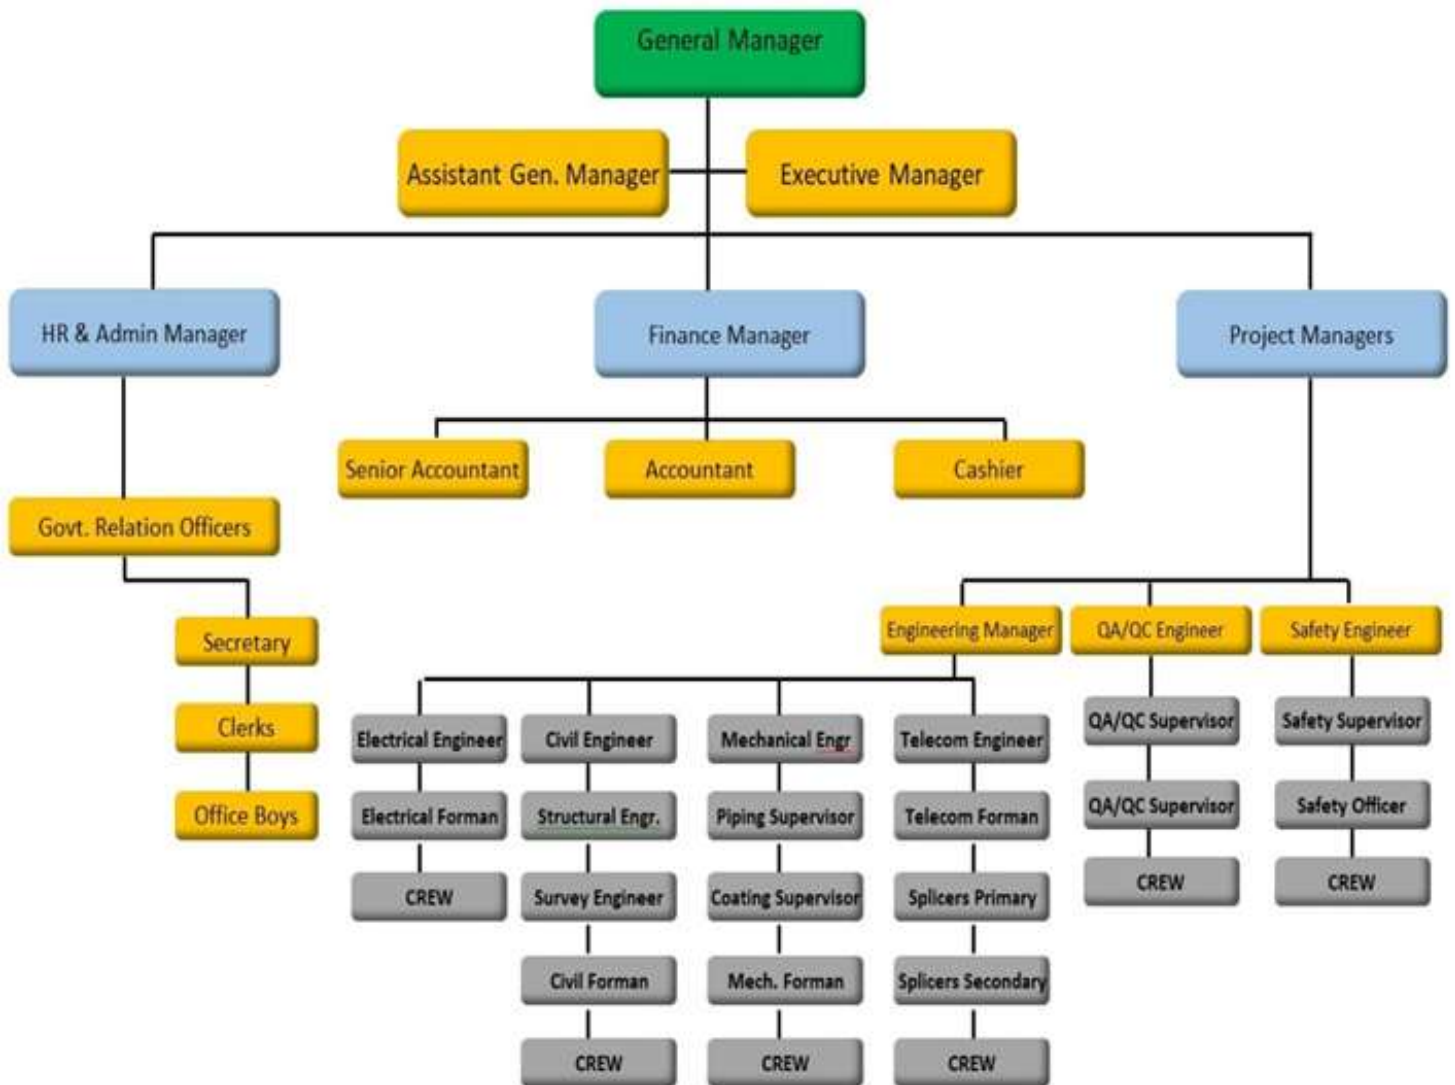 General Manager
Assistant Gen. Manager
Executive Manager
HR & Admin Manager
Finance Manager
Project Managers
Senior Accountant
Accountant
Cashier
Govt. Relation Officers
Secretary
Clerks
Office Boys
Engineering Manager
QA/QC Engineer
Safety Engineer
Electrical Engineer
Civil Engineer
Mechanical Engr
Telecom Engineer
QA/QC Supervisor
Safety Supervisor
Electrical Forman
Structural Engr.
Piping Supervisor
Telecom Forman
QA/QC Supervisor
Safety Officer
CREW
Survey Engineer
Coating Supervisor
Splicers Primary
CREW
CREW
Civil Forman
Mech. Forman
Splicers Secondary
CREW
CREW
CREW